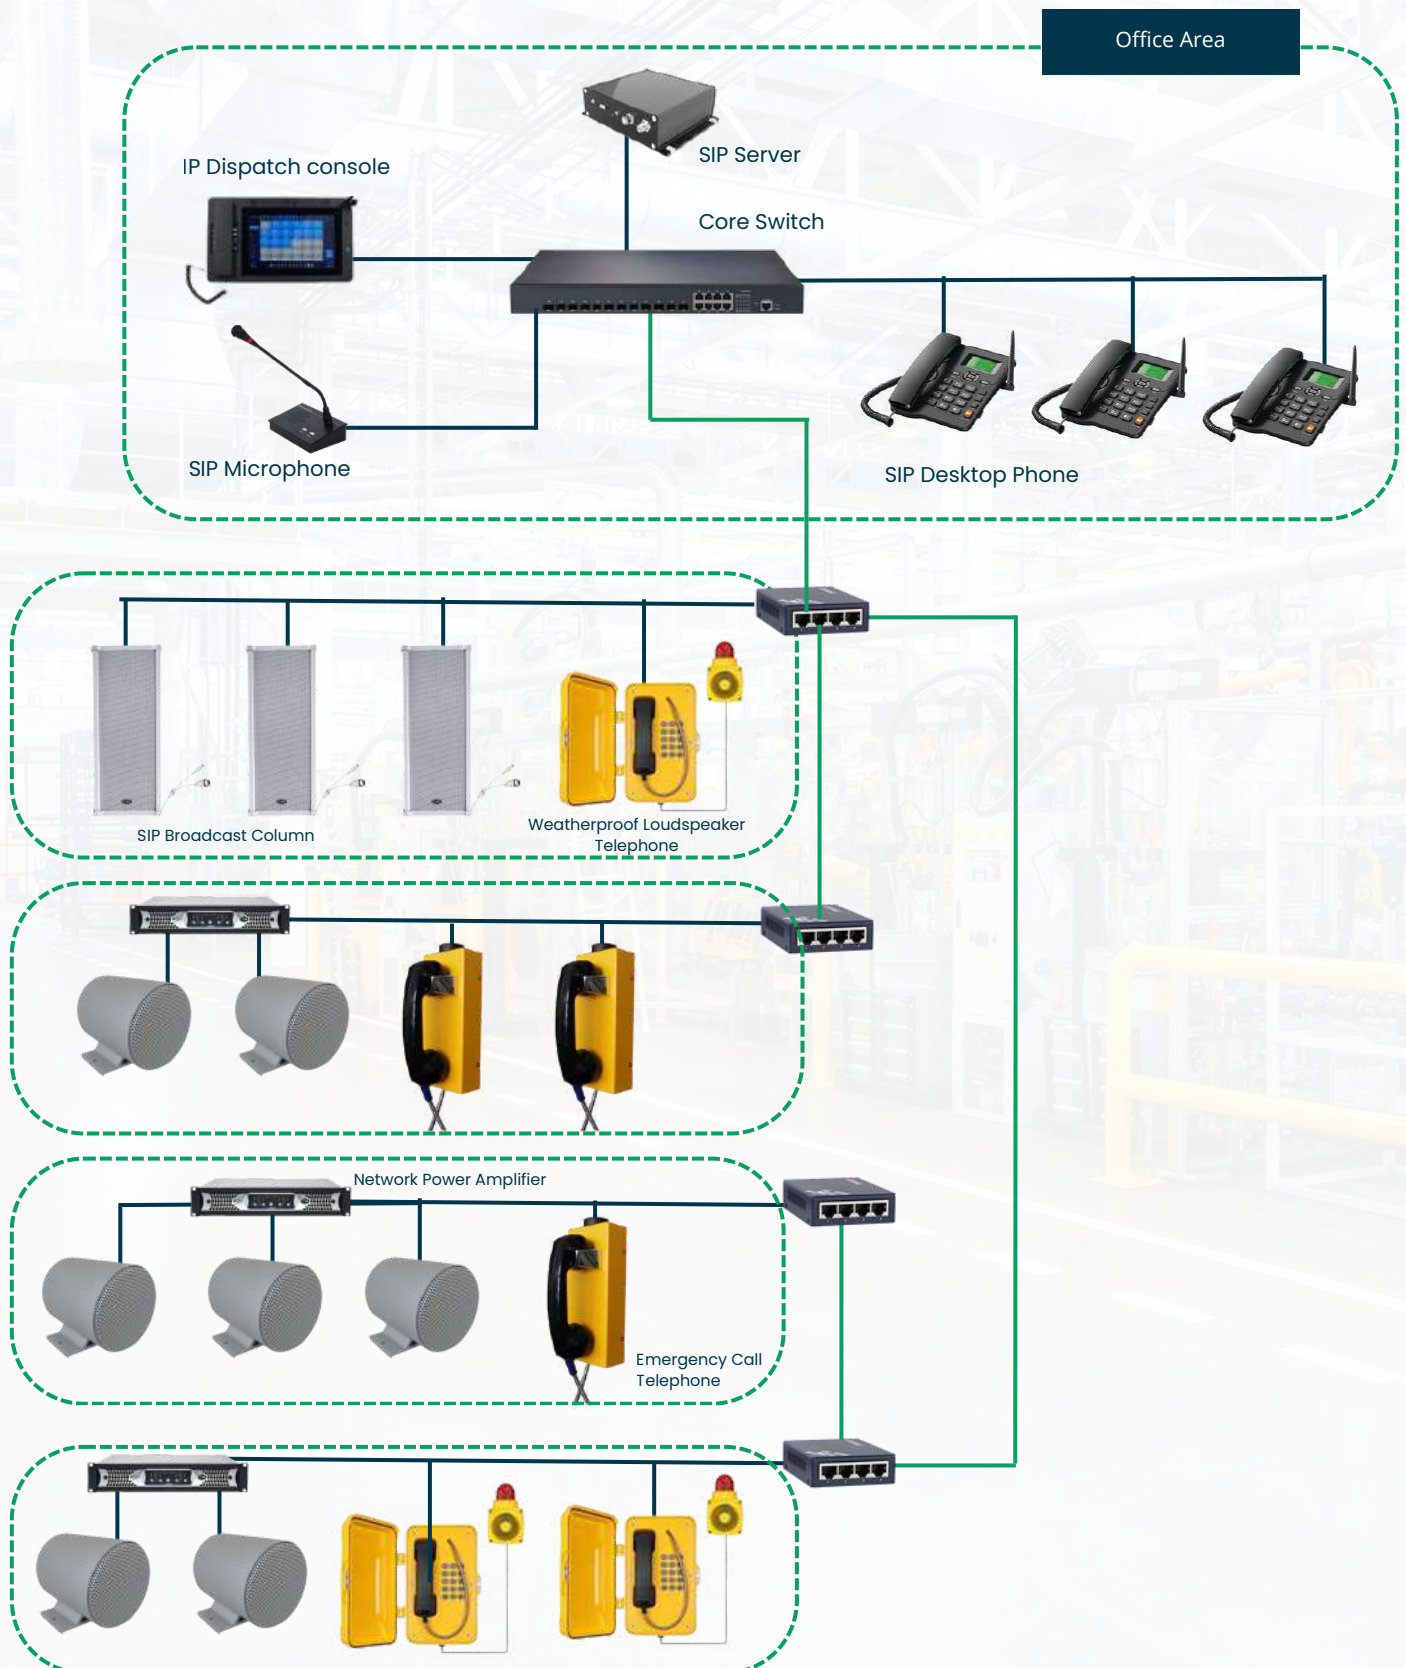 Office Area
SIP Server
IP Dispatch console
Core Switch
SIP Microphone
SIP Desktop Phone
SIP Broadcast Column
Weatherproof Loudspeaker
Telephone
Network Power Amplifier
Emergency Call
Telephone